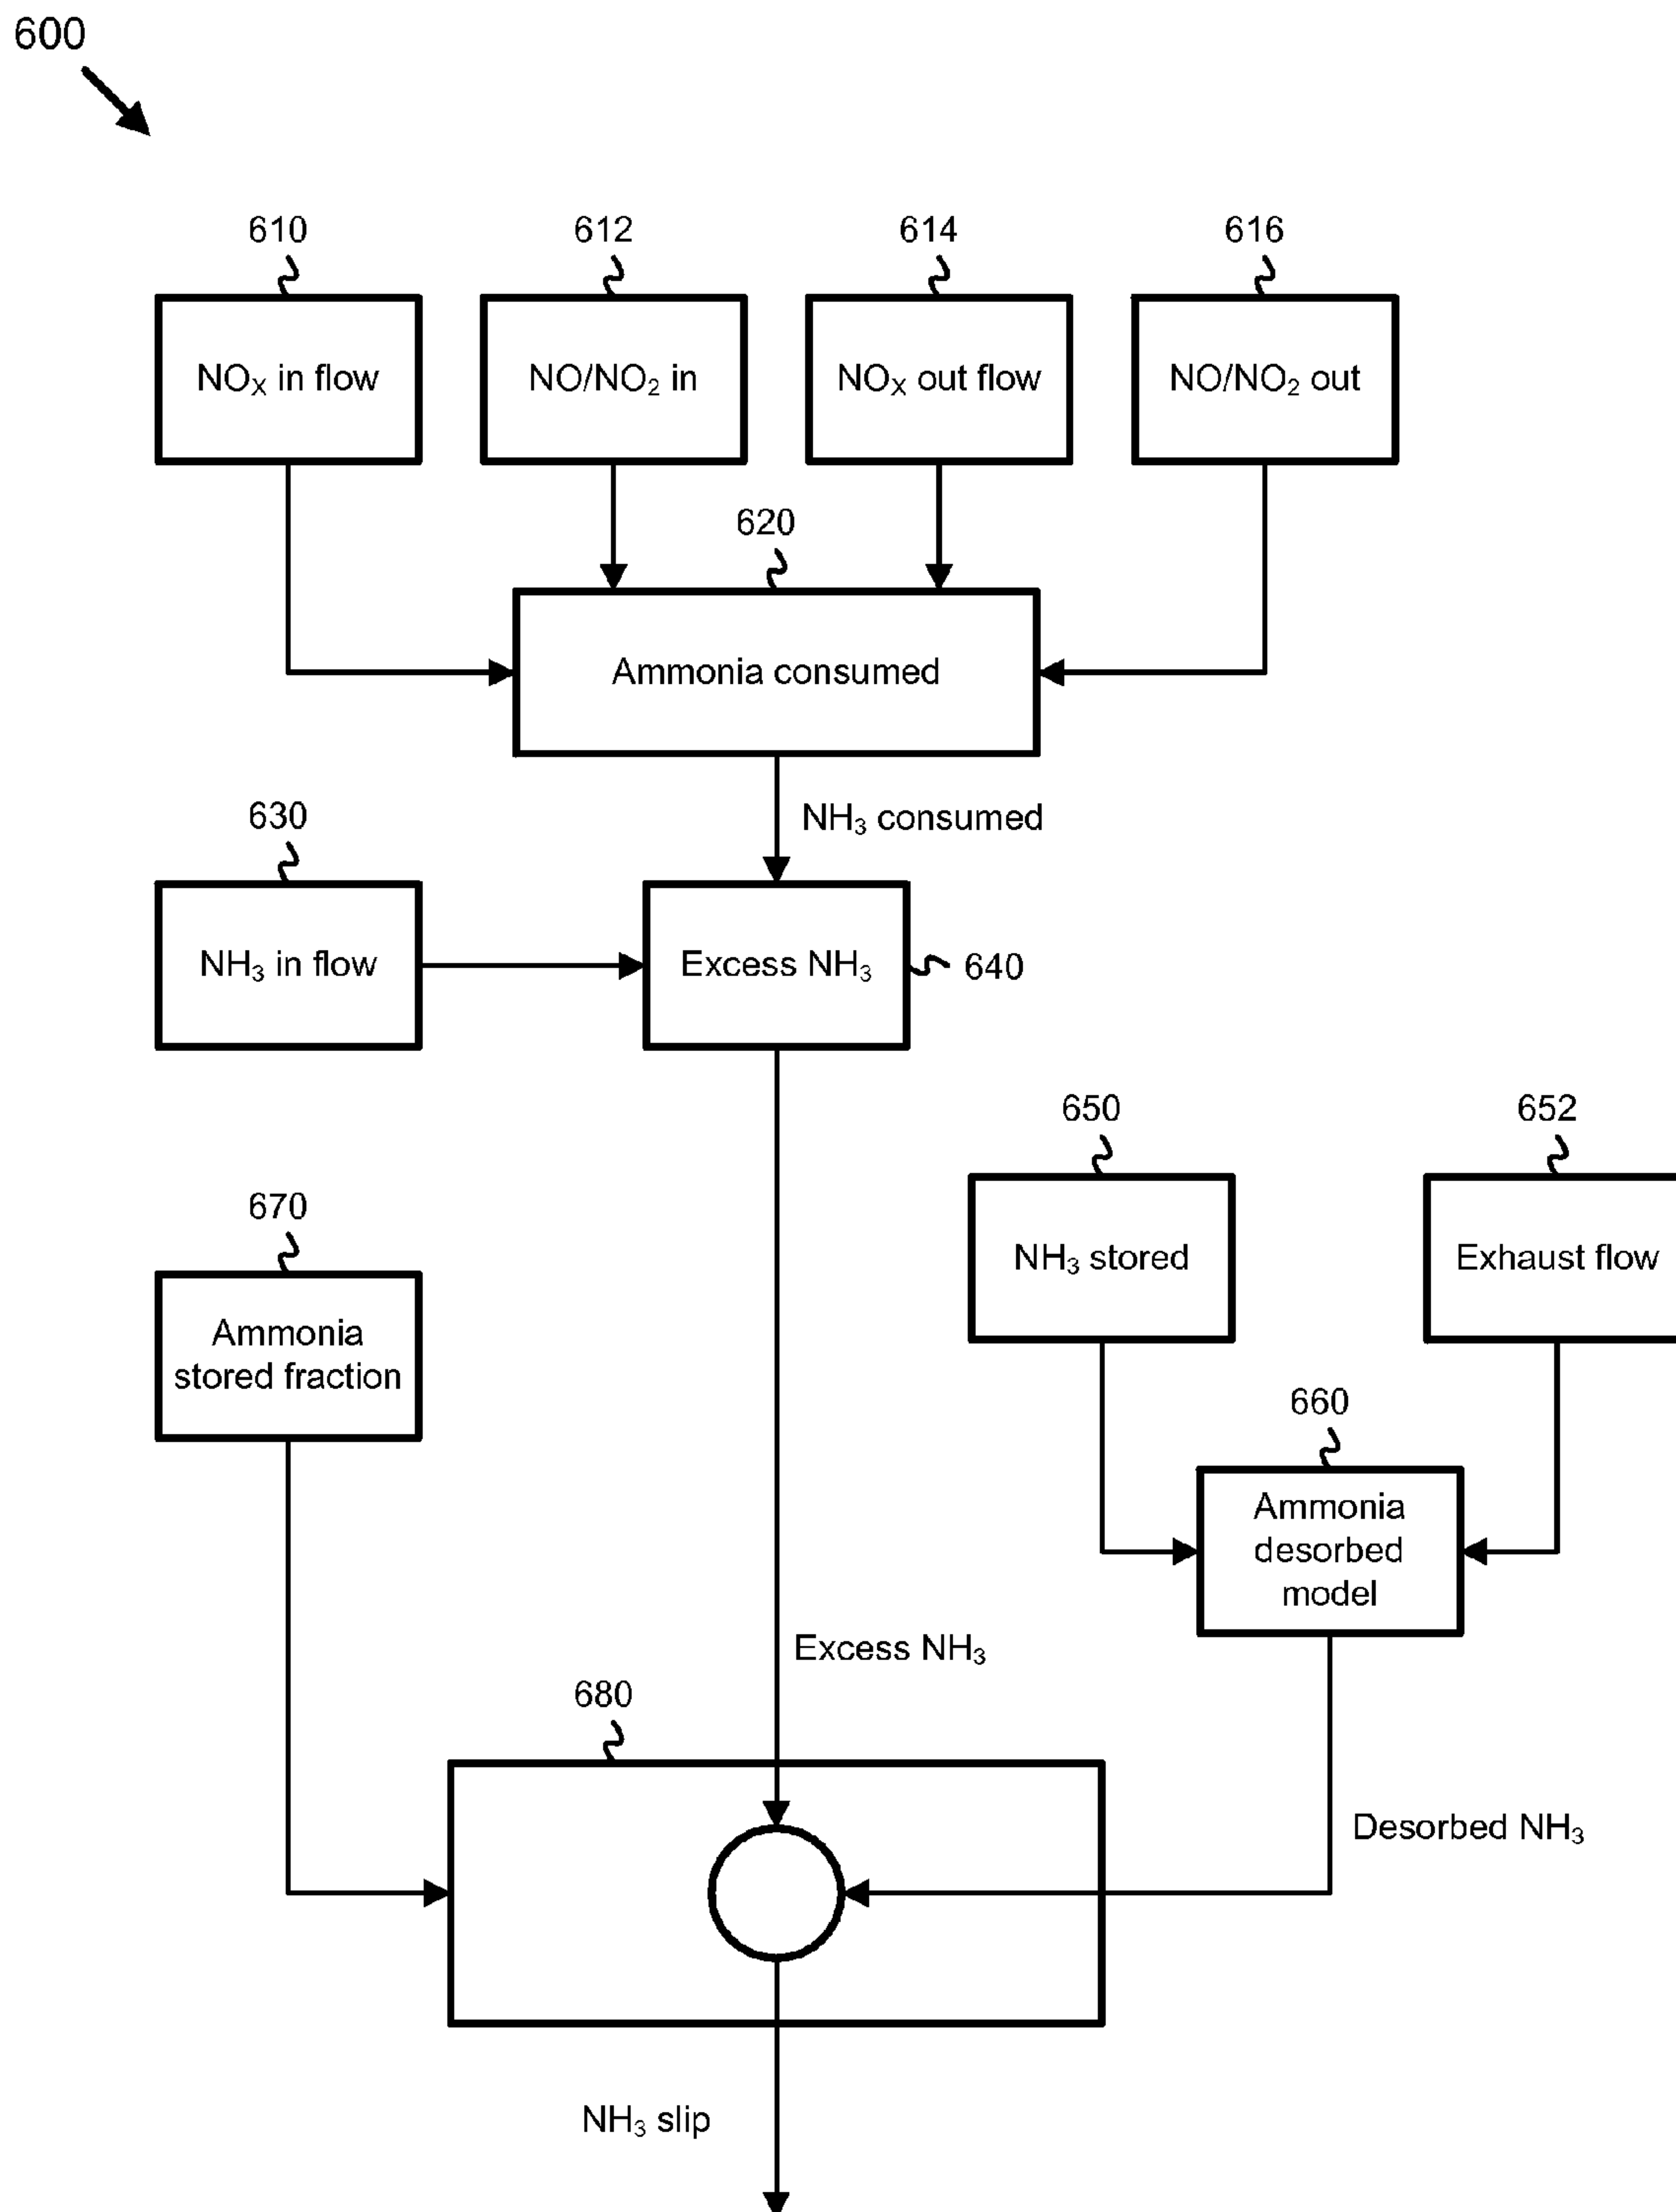 600
610
612
614
616
NOX in flow
NO/NO2 in
NOX out flow
NO/NO2 out
620
Ammonia consumed
NH3 consumed
630
NH3 in flow
Excess NH3
640
650
652
NH3 stored
Exhaust flow
670
Ammonia
stored fraction
660
Ammonia
desorbed
model
Excess NH3
680
Desorbed NH3
NH3 slip